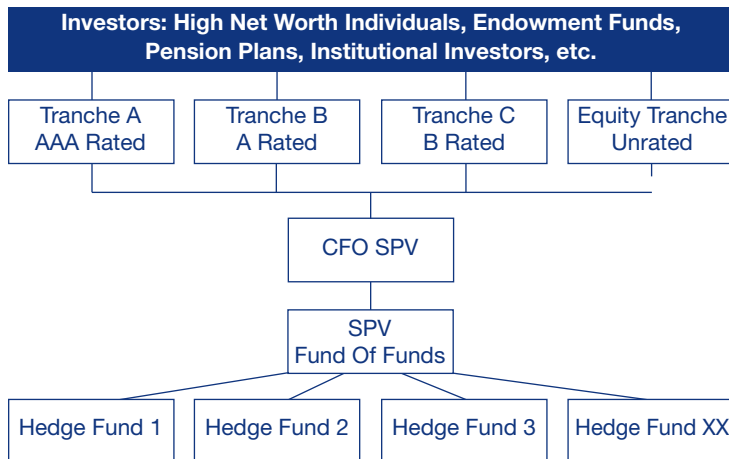 Investors: High Net Worth Individuals, Endowment Funds,
Pension Plans, Institutional Investors, etc.
Tranche A
AAA Rated
Tranche B
A Rated
Tranche C
B Rated
Equity Tranche
Unrated
CFO SPV
SPV
Fund Of Funds
Hedge Fund 1
Hedge Fund 2
Hedge Fund 3
Hedge Fund XX